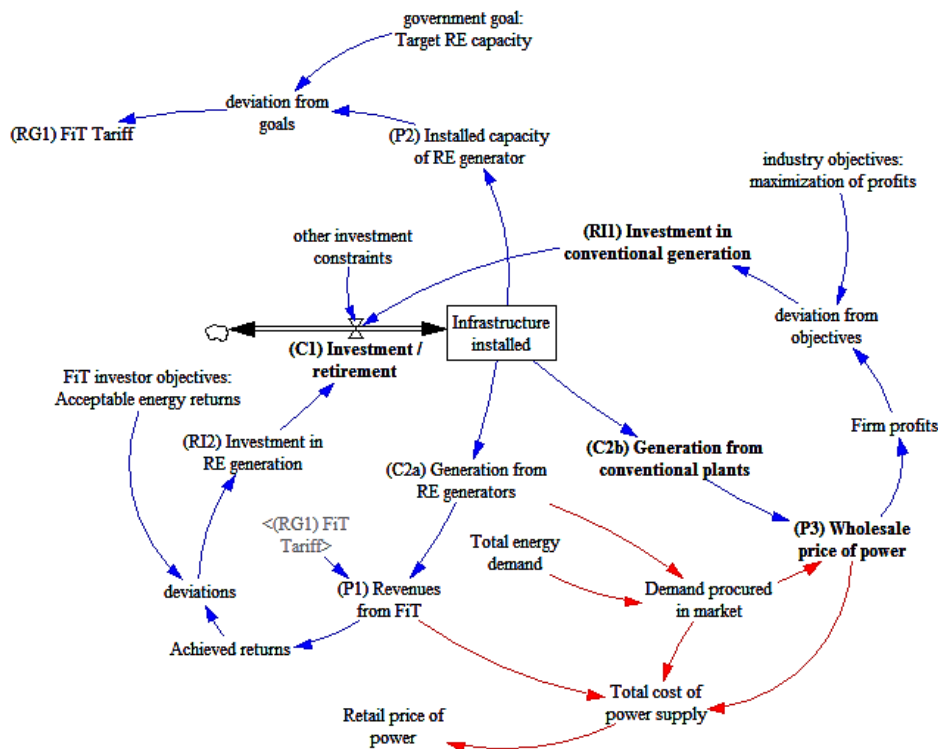 government goal:
Target RE capacity
deviation from
goals
(RG1) FiT Tariff
(P2) Installed capacity
of RE generator
industry objectives:
maximization of profits
other investment
constraints
(RI1) Investment in
conventional generation
Infrastructure
installed
deviation from
objectives
(C1) Investment /
retirement
FiT investor objectives:
Acceptable energy returns
(RI2) Investment in
RE generation
(C2a) Generation from
RE generators
(C2b) Generation from
conventional plants
Firm profits
<(RG1) FiT
Tariff>
Total energy
demand
(P3) Wholesale
price of power
deviations
(P1) Revenues
from FiT
Demand procured
in market
Achieved returns
Total cost of
power supply
Retail price of
power